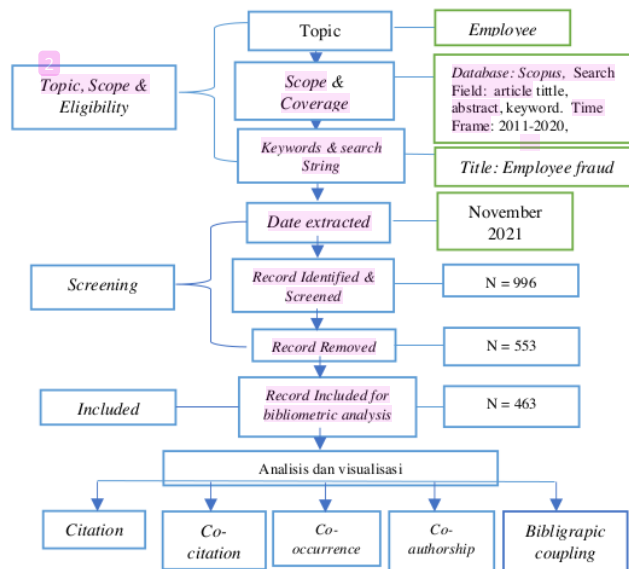 Topic
Employee
2
Topic, Scope &
Eligibility
Scope &
Coverage
Database: Scopus, Search
Field: article tittle,
abstract, keyword. Time
Frame: 2011-2020,
Keywords & search
String
Title: Employee fraud
Date extracted
November
2021
Screening
Record Identified &
Screened
N = 996
Record Removed
N = 553
Included
Record Included for
bibliometric analysis
N = 463
Analisis dan visualisasi
Citation
Co-
citation
Co-
occurrence
Co-
authorship
Bibligrapic
coupling